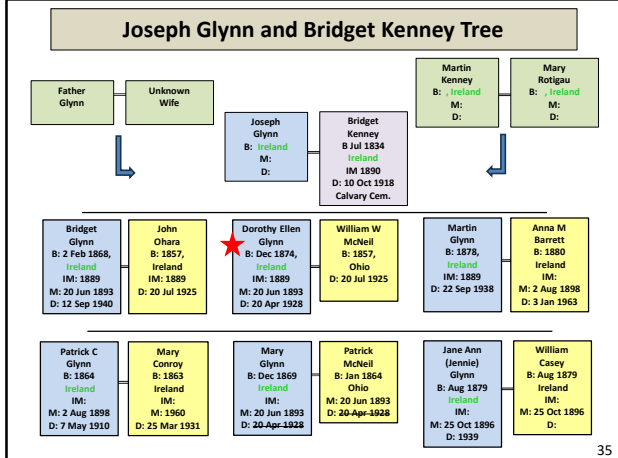 Joseph Glynn and Bridget Kenney Tree
Father
Glynn
Unknown
Wife
Martin
Kenney
B: , Ireland
M:
D:
Mary
Rotigau
B: , Ireland
M:
D:
Joseph
Glynn
B: Ireland
M:
D:
Bridget
Kenney
B Jul 1834
Ireland
IM 1890
D: 10 Oct 1918
Calvary Cem.
Bridget
Glynn
B: 2 Feb 1868,
Ireland
IM: 1889
M: 20 Jun 1893
D: 12 Sep 1940
John
Ohara
B: 1857,
Ireland
IM: 1889
D: 20 Jul 1925
Dorothy Ellen
Glynn
B: Dec 1874,
Ireland
IM: 1889
M: 20 Jun 1893
D: 20 Apr 1928
William W
McNeil
B: 1857,
Ohio
D: 20 Jul 1925
Martin
Glynn
B: 1878,
Ireland
IM: 1889
D: 22 Sep 1938
Anna M
Barrett
B: 1880
Ireland
IM:
M: 2 Aug 1898
D: 3 Jan 1963
Patrick C
Glynn
B: 1864
Ireland
IM:
M: 2 Aug 1898
D: 7 May 1910
Mary
Conroy
B: 1863
Ireland
IM:
M: 1960
D: 25 Mar 1931
Mary
Glynn
B: Dec 1869
Ireland
IM:
M: 20 Jun 1893
D: 20 Apr 1928
Patrick
McNeil
B: Jan 1864
Ohio
M: 20 Jun 1893
D: 20 Apr 1928
Jane Ann
(Jennie)
Glynn
B: Aug 1879
Ireland
IM:
M: 25 Oct 1896
D: 1939
William
Casey
B: Aug 1879
Ireland
IM:
M: 25 Oct 1896
D:
35